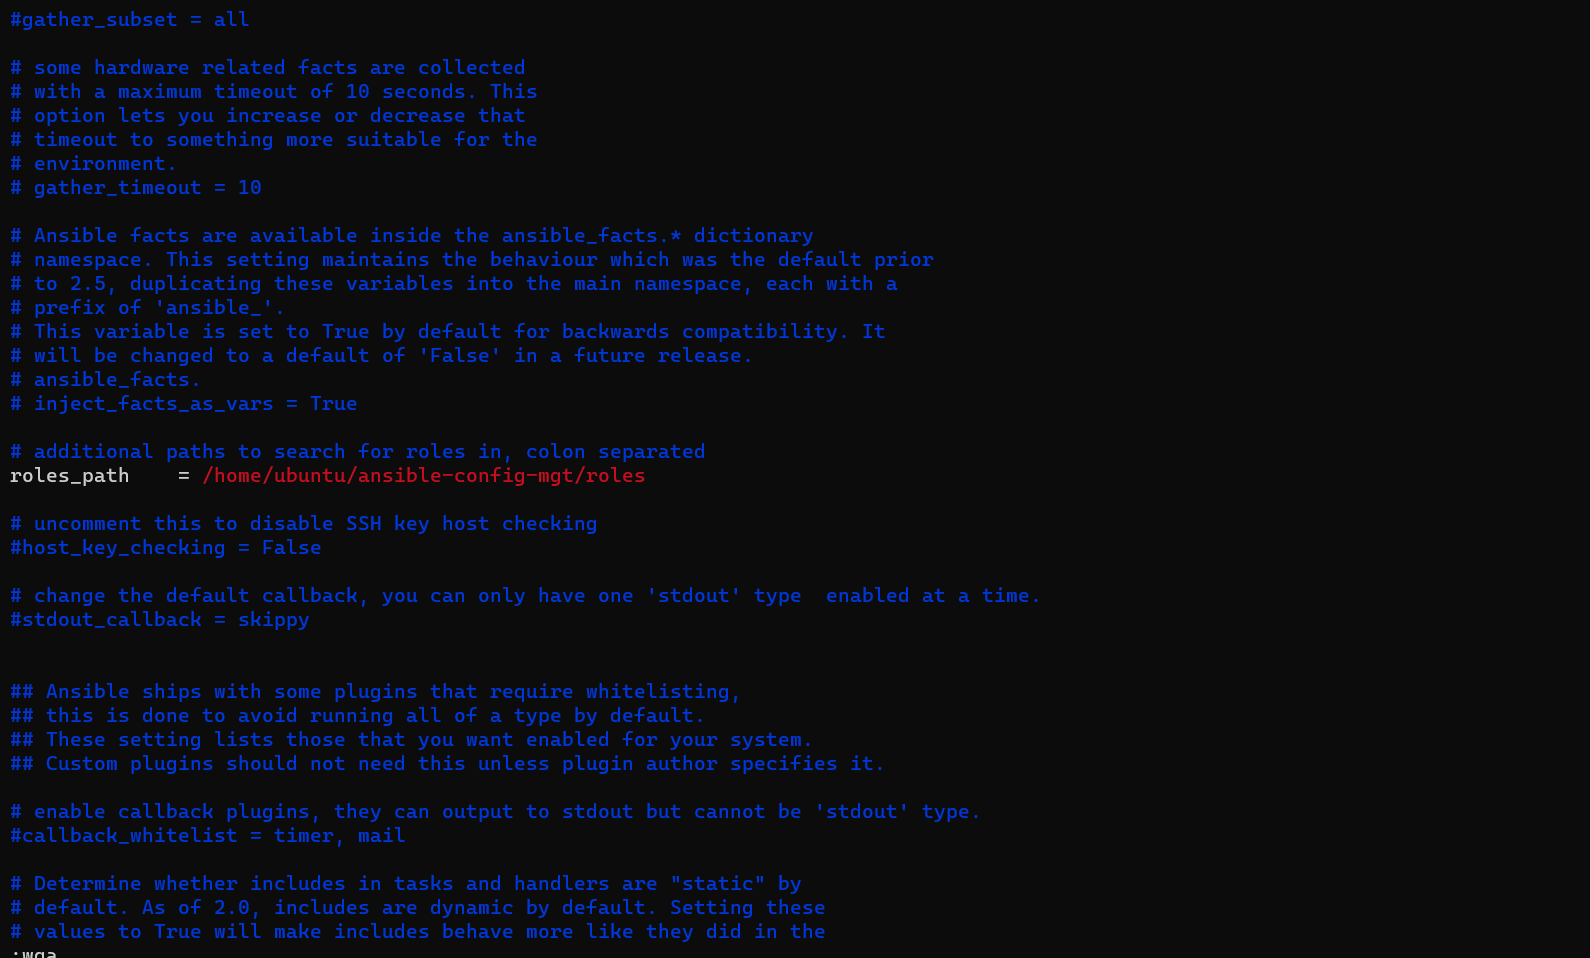 #gather_subset = all
# some hardware related facts are collected
# with a maximum timeout of 10 seconds. This
# option lets you increase or decrease that
# timeout to something more suitable for the
# environment.
# gather_timeout = 10
# Ansible facts are available inside the ansible_facts.* dictionary
# namespace. This setting maintains the behaviour which was the default prior
# to 2.5, duplicating these variables into the main namespace, each with a
# prefix of 'ansible_'.
# This variable is set to True by default for backwards compatibility. It
# will be changed to a default of 'False' in a future release.
# ansible_facts.
# inject_facts_as_vars = True
# additional paths to search for roles in, colon separated
roles_path    = /home/ubuntu/ansible-config-mgt/roles
# uncomment this to disable SSH key host checking
#host_key_checking = False
# change the default callback, you can only have one 'stdout' type  enabled at a time.
#stdout_callback = skippy
## Ansible ships with some plugins that require whitelisting,
## this is done to avoid running all of a type by default.
## These setting lists those that you want enabled for your system.
## Custom plugins should not need this unless plugin author specifies it.
# enable callback plugins, they can output to stdout but cannot be 'stdout' type.
#callback_whitelist = timer, mail
# Determine whether includes in tasks and handlers are "static" by
# default. As of 2.0, includes are dynamic by default. Setting these
# values to True will make includes behave more like they did in the
:wqa